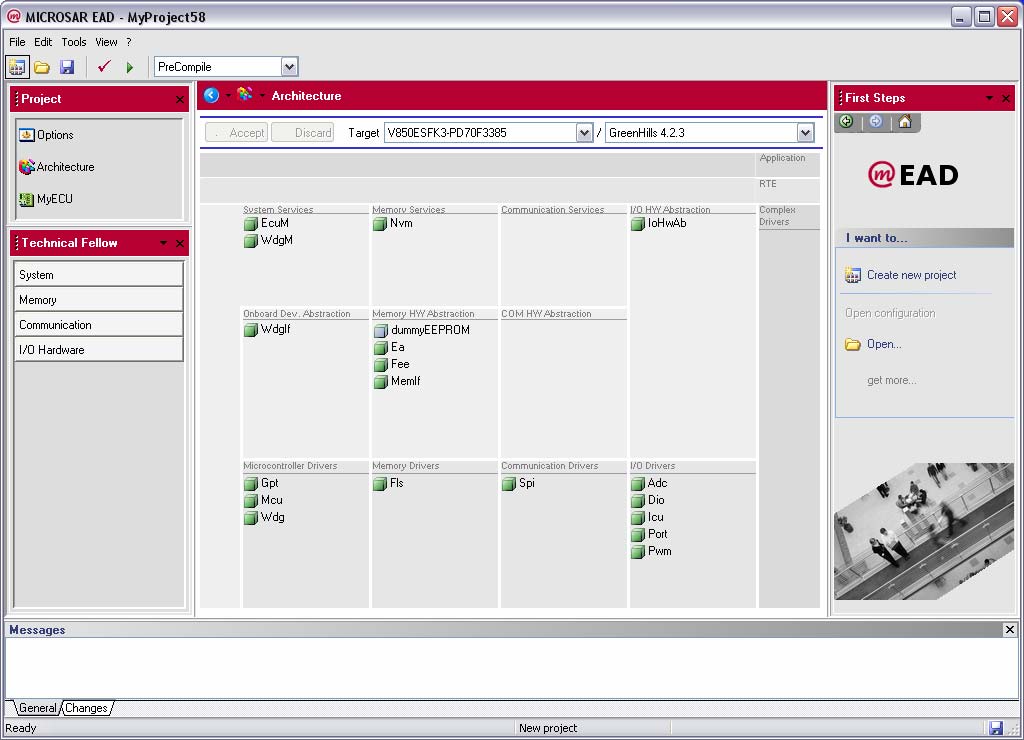 MICROSAR EAD - MyProject58
File Edit Tools View ?
PreCompile
Project
Options
Architecture
MyECU
Technical Fellow
System
Memory
Communication
I/O Hardware
Architecture
Accept Discard Target V850ESFK3-PD70F3385 / GreenHills 4.2.3
Application
RTE
Complex
Drivers
System Services
EcuM
WdgM
Memory Services
Nvm
Communication Services
I/O HW Abstraction
IoHwAb
Onboard Dev. Abstraction
WdgIf
Memory HW Abstraction
dummyEEPROM
Ea
Fee
MemIf
COM HW Abstraction
Microcontroller Drivers
Gpt
Mcu
Wdg
Memory Drivers
Fls
Communication Drivers
Spi
I/O Drivers
Adc
Dio
Icu
Port
Pwm
First Steps
m EAD
I want to...
Create new project
Open configuration
Open...
get more...
Messages
General Changes
Ready New project